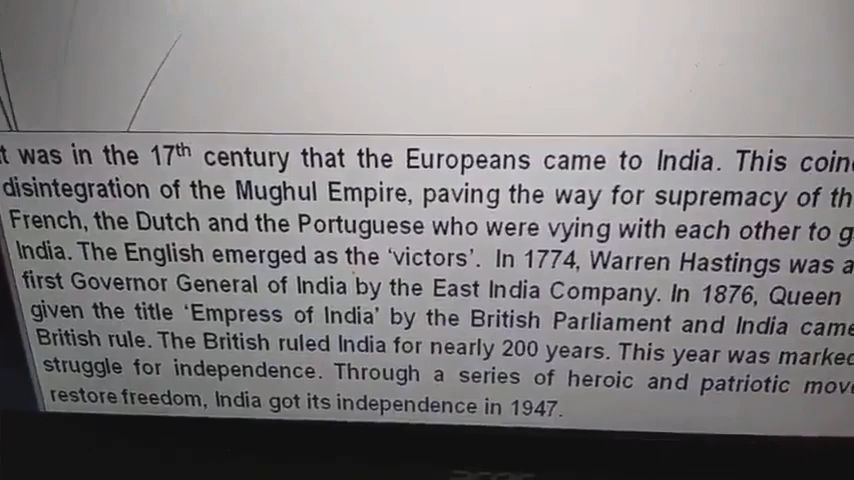 t was in the 17th century that the Europeans came to India. This coin
disintegration of the Mughul Empire, paving the way for supremacy of th
French, the Dutch and the Portuguese who were vying with each other to g
India. The English emerged as the ‘victors’. In 1774, Warren Hastings was a
first Governor General of India by the East India Company. In 1876, Queen
given the title ‘Empress of India’ by the British Parliament and India came
British rule. The British ruled India for nearly 200 years. This year was marked
struggle for independence. Through a series of heroic and patriotic mov
restore freedom, India got its independence in 1947.